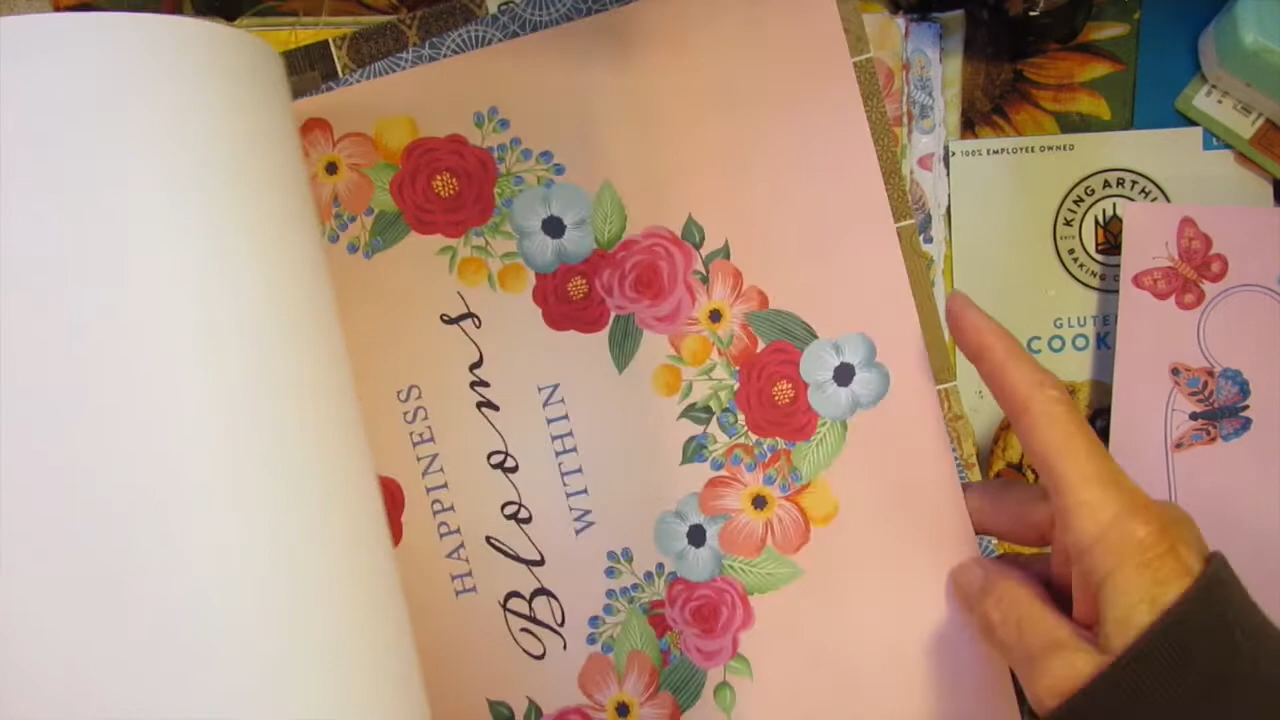 HAPPINESS
Blooms
WITHIN
100% EMPLOYEE OWNED
KING ARTH
BAKING C
GLUTE
COOK